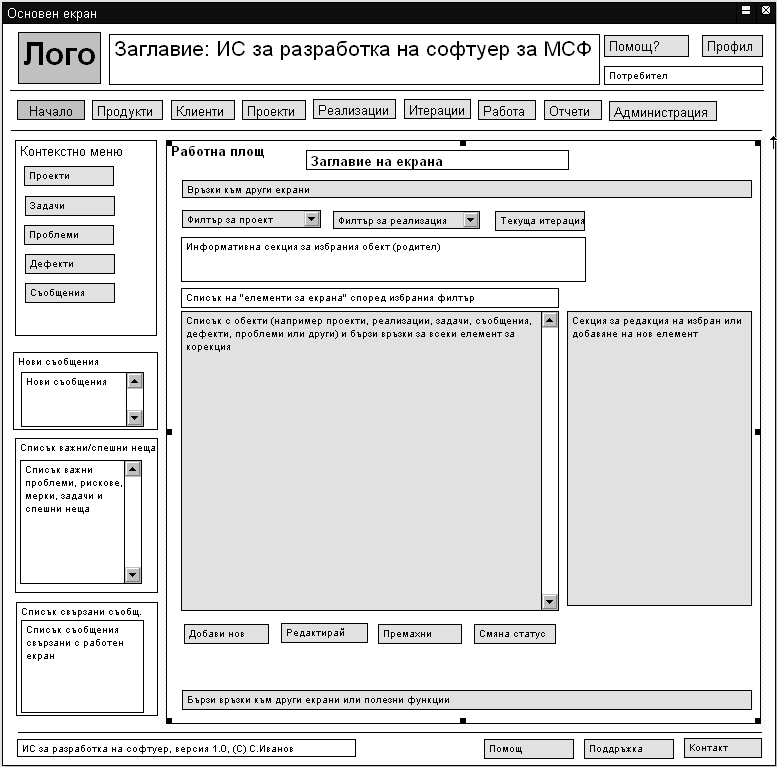 Основен екран
Лого
Заглавие: ИС за разработка на софтуер за МСФ
Помощ?
Профил
Потребител
Начало
Продукти
Клиенти
Проекти
Реализации
Итерации
Работа
Отчети
Администрация
Контекстно меню
Проекти
Задачи
Проблеми
Дефекти
Съобщения
Нови съобщения
Нови съобщения
Списък важни/спешни неща
Списък важни
проблеми, рискове,
мерки, задачи и
спешни неща
Списък свързани съобщ.
Списък съобщения
свързани с работен
екран
Работна площ
Заглавие на екрана
Връзки към други екрани
Филтър за проект
Филтър за реализация
Текуща итерация
Информативна секция за избрания обект (родител)
Списък на "елементи за екрана" според избрания филтър
Списък с обекти (например проекти, реализации, задачи, съобщения,
дефекти, проблеми или други) и бързи връзки за всеки елемент за
корекция
Секция за редакция на избран или
добавяне на нов елемент
Добави нов
Редактирай
Премахни
Смяна статус
Бързи връзки към други екрани или полезни функции
ИС за разработка на софтуер, версия 1.0, (С) С.Иванов
Помощ
Поддръжка
Контакт